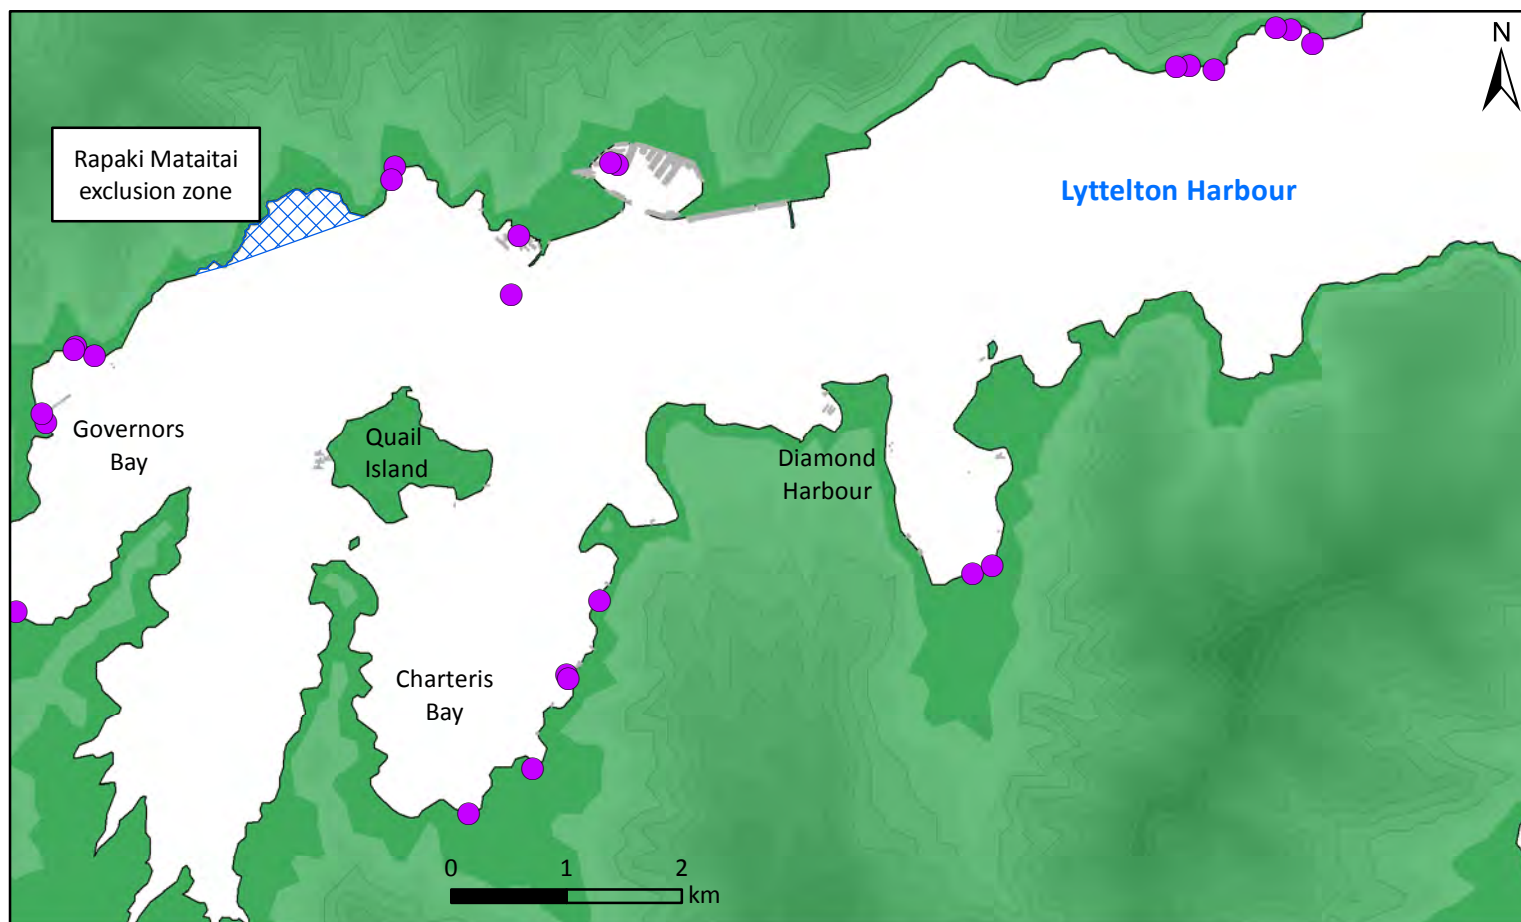 N
Rapaki Mataitai
exclusion zone
Lyttelton Harbour
Governors
Bay
Quail
Island
Diamond
Harbour
Charteris
Bay
0 1 2
km